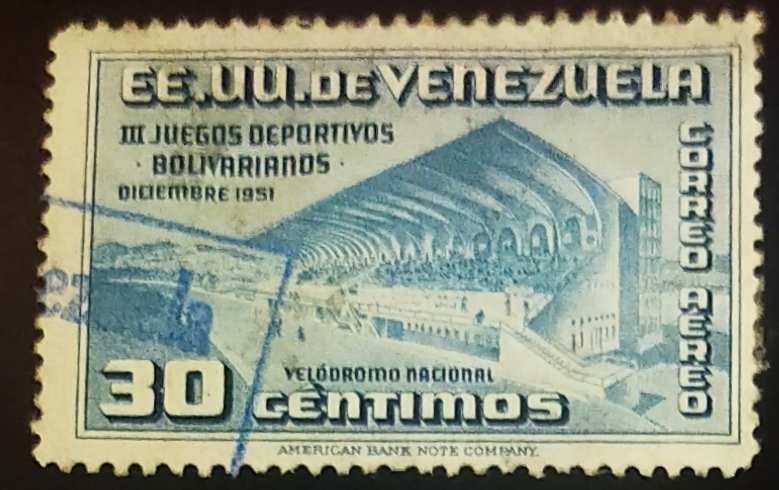 EE.UU.DE VENEZUELA
III JUEGOS DEPORTIVOS
· BOLIVARIANOS ·
DICIEMBRE 1951
CORREO AEREO
VELÓDROMO NACIONAL
30 CENTIMOS
AMERICAN BANK NOTE COMPANY.